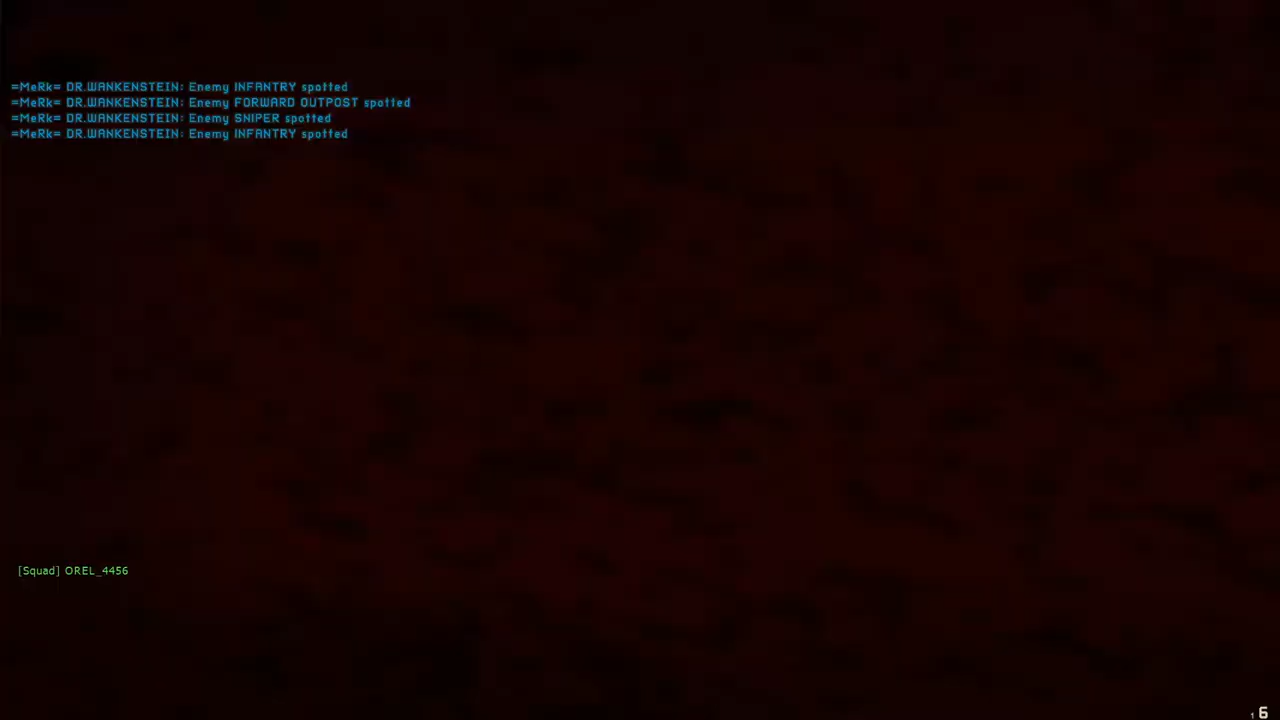 =MeRk= DR.WANKENSTEIN: Enemy INFANTRY spotted
=MeRk= DR.WANKENSTEIN: Enemy FORWARD OUTPOST spotted
=MeRk= DR.WANKENSTEIN: Enemy SNIPER spotted
=MeRk= DR.WANKENSTEIN: Enemy INFANTRY spotted
[Squad] OREL_4456
1 6